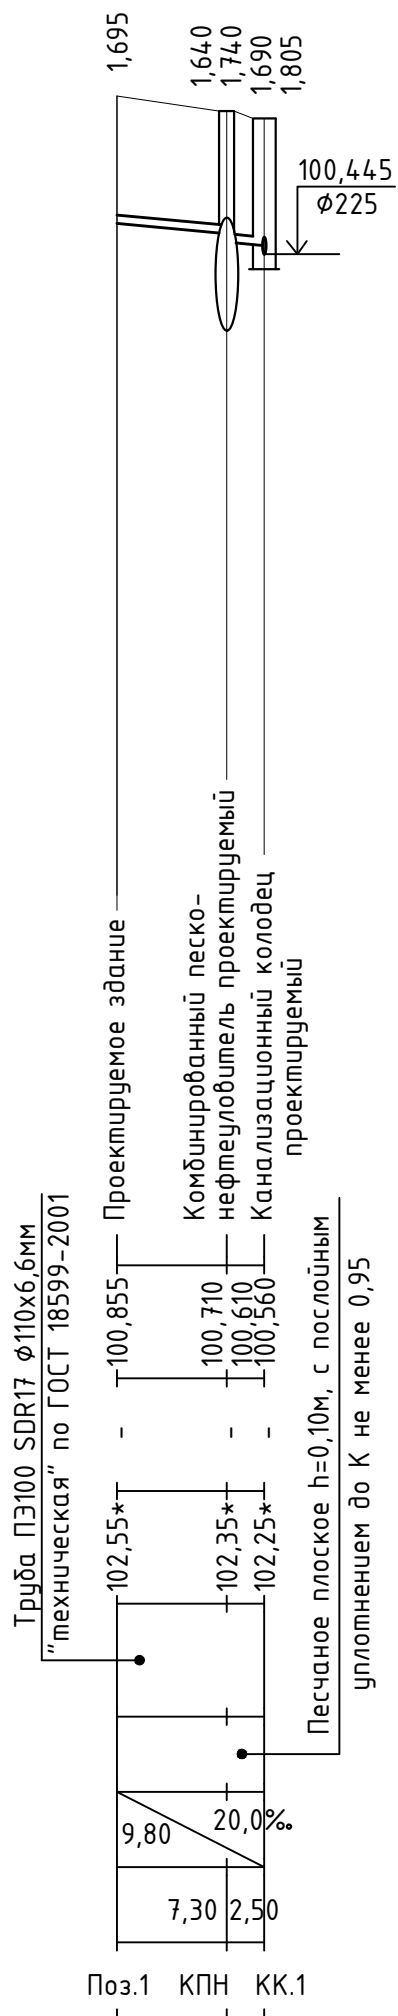 1,695
1,640
1,740
1,690
1,805
100,445
Ø225
Проектируемое здание
Комбинированный песко-
нефтеуловитель проектируемый
Канализационный колодец
проектируемый
Труба ПЭ100 SDR17 Ø110х6,6мм
"техническая" по ГОСТ 18599-2001
100,855
100,710
100,610
100,560
-
-
-
102,55*
102,35*
102,25*
Песчаное плоское h=0,10м, с послойным
уплотнением до К не менее 0,95
9,80
20,0‰
7,30
2,50
Поз.1
КПН
КК.1